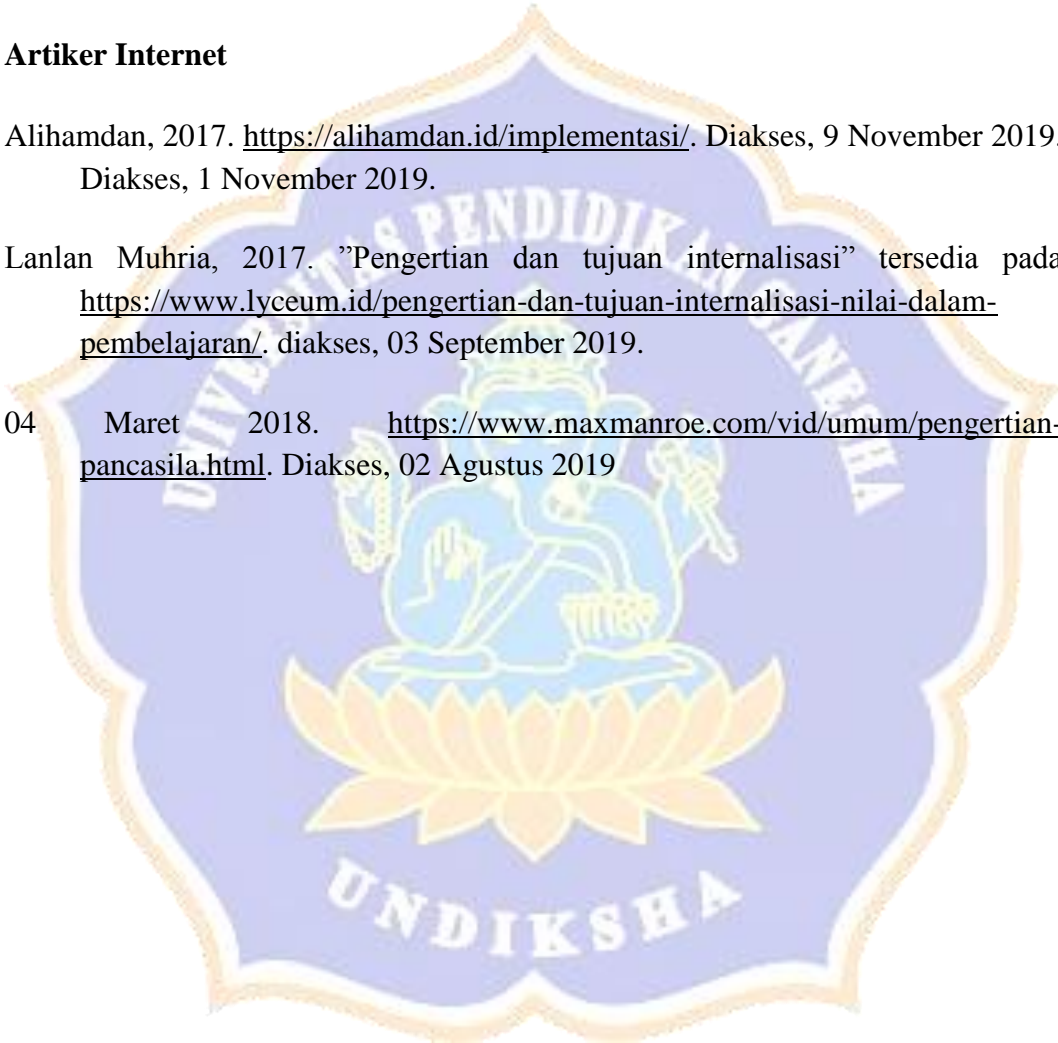 Artiker Internet
Alihamdan, 2017. https://alihamdan.id/implementasi/. Diakses, 9 November 2019.
Diakses, 1 November 2019.
Lanlan Muhria, 2017. ”Pengertian dan tujuan internalisasi” tersedia pada
https://www.lyceum.id/pengertian-dan-tujuan-internalisasi-nilai-dalam-
pembelajaran/. diakses, 03 September 2019.
04 Maret 2018. https://www.maxmanroe.com/vid/umum/pengertian-
pancasila.html. Diakses, 02 Agustus 2019
UNIVERSITAS PENDIDIKAN GANESHA
UNDIKSHA